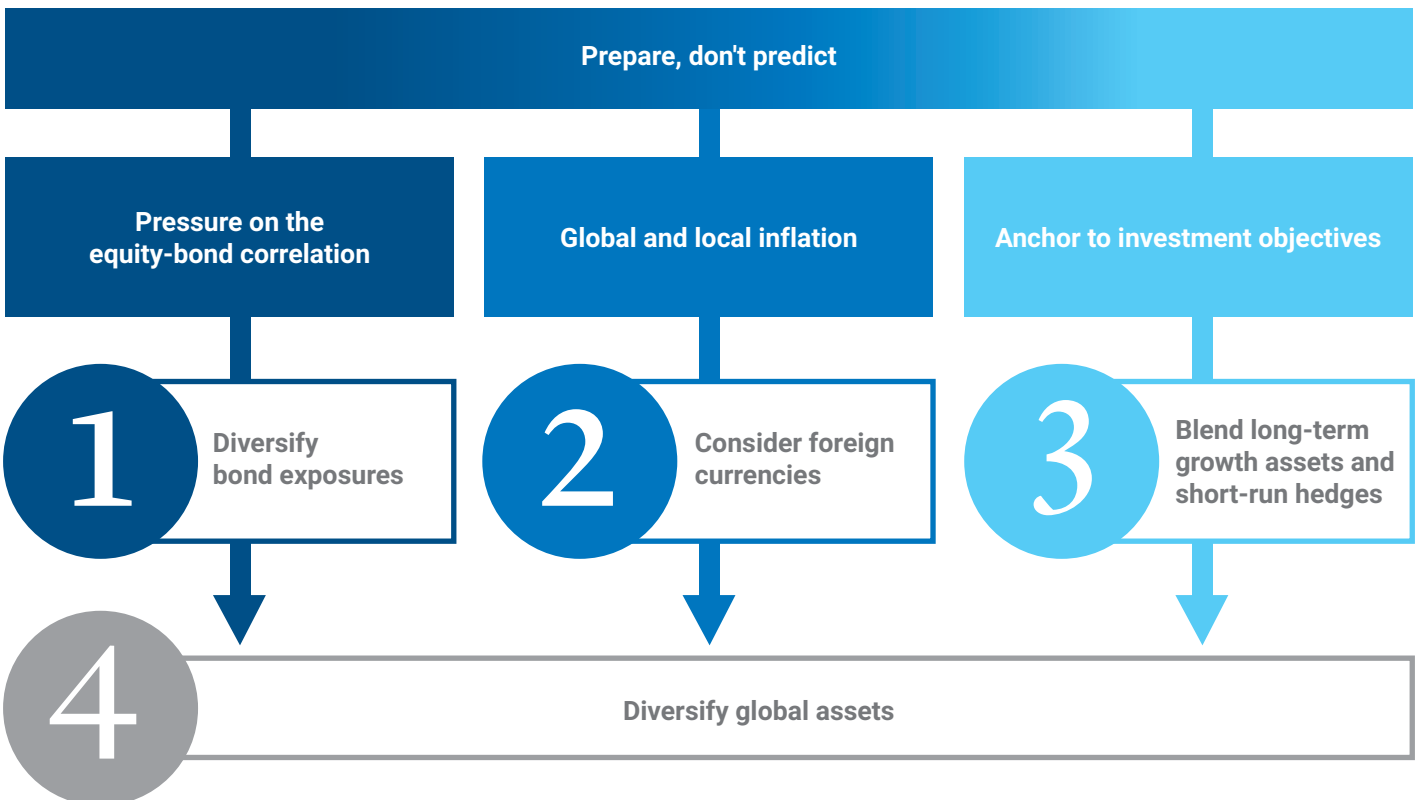 Prepare, don't predict
Pressure on the
equity-bond correlation
Global and local inflation
Anchor to investment objectives
1
Diversify
bond exposures
2
Consider foreign
currencies
3
Blend long-term
growth assets and
short-run hedges
4
Diversify global assets